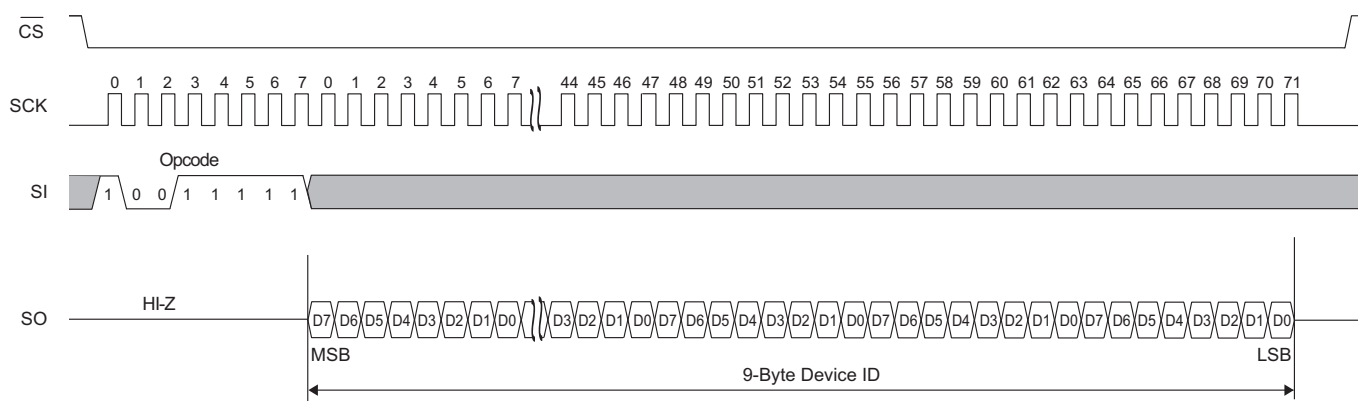 CS
0 1 2 3 4 5 6 7 0 1 2 3 4 5 6 7 44 45 46 47 48 49 50 51 52 53 54 55 56 57 58 59 60 61 62 63 64 65 66 67 68 69 70 71
SCK
Opcode
SI 1 0 0 1 1 1 1 1
HI-Z
SO D7 D6 D5 D4 D3 D2 D1 D0 D3 D2 D1 D0 D7 D6 D5 D4 D3 D2 D1 D0 D7 D6 D5 D4 D3 D2 D1 D0 D7 D6 D5 D4 D3 D2 D1 D0
MSB LSB
9-Byte Device ID